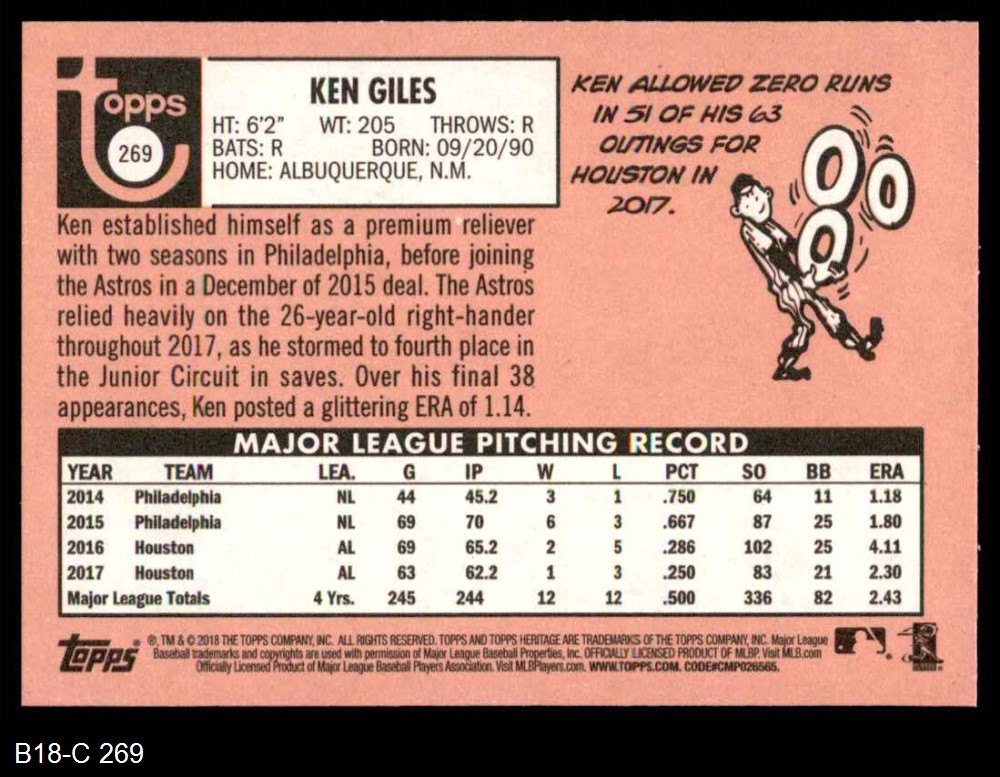 topps
269
KEN GILES
HT: 6'2" WT: 205 THROWS: R
BATS: R BORN: 09/20/90
HOME: ALBUQUERQUE, N.M.
KEN ALLOWED ZERO RUNS
IN 51 OF HIS 63
OUTINGS FOR
HOUSTON IN
2017.
0
0
0
Ken established himself as a premium reliever
with two seasons in Philadelphia, before joining
the Astros in a December of 2015 deal. The Astros
relied heavily on the 26-year-old right-hander
throughout 2017, as he stormed to fourth place in
the Junior Circuit in saves. Over his final 38
appearances, Ken posted a glittering ERA of 1.14.
MAJOR LEAGUE PITCHING RECORD
YEAR TEAM LEA. G IP W L PCT SO BB ERA
2014 Philadelphia NL 44 45.2 3 1 .750 64 11 1.18
2015 Philadelphia NL 69 70 6 3 .667 87 25 1.80
2016 Houston AL 69 65.2 2 5 .286 102 25 4.11
2017 Houston AL 63 62.2 1 3 .250 83 21 2.30
Major League Totals 4 Yrs. 245 244 12 12 .500 336 82 2.43
topps
®, TM & © 2018 THE TOPPS COMPANY, INC. ALL RIGHTS RESERVED. TOPPS AND TOPPS HERITAGE ARE TRADEMARKS OF THE TOPPS COMPANY, INC. Major League
Baseball trademarks and copyrights are used with permission of Major League Baseball Properties, Inc. OFFICIALLY LICENSED PRODUCT OF MLBP. Visit MLB.com
Officially Licensed Product of Major League Baseball Players Association. Visit MLBPlayers.com. WWW.TOPPS.COM. CODE#CMP026565.
B18-C 269